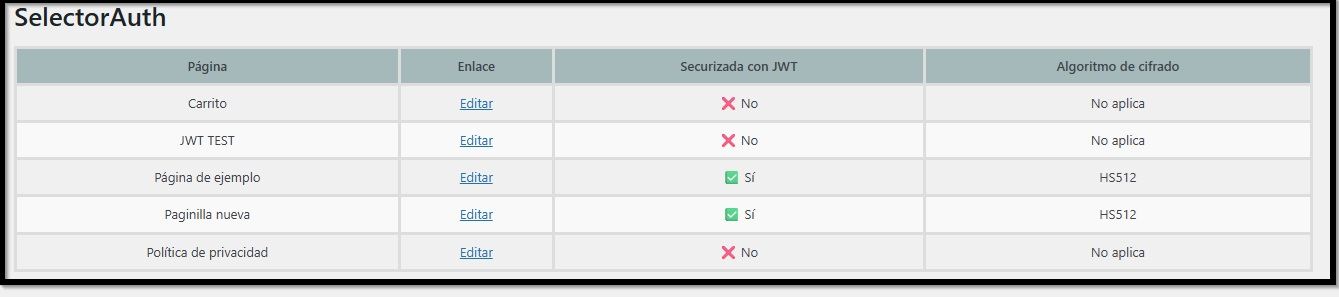 SelectorAuth
Página Enlace Securizada con JWT Algoritmo de cifrado
Carrito Editar ❌ No No aplica
JWT TEST Editar ❌ No No aplica
Página de ejemplo Editar ✅ Sí HS512
Paginilla nueva Editar ✅ Sí HS512
Política de privacidad Editar ❌ No No aplica